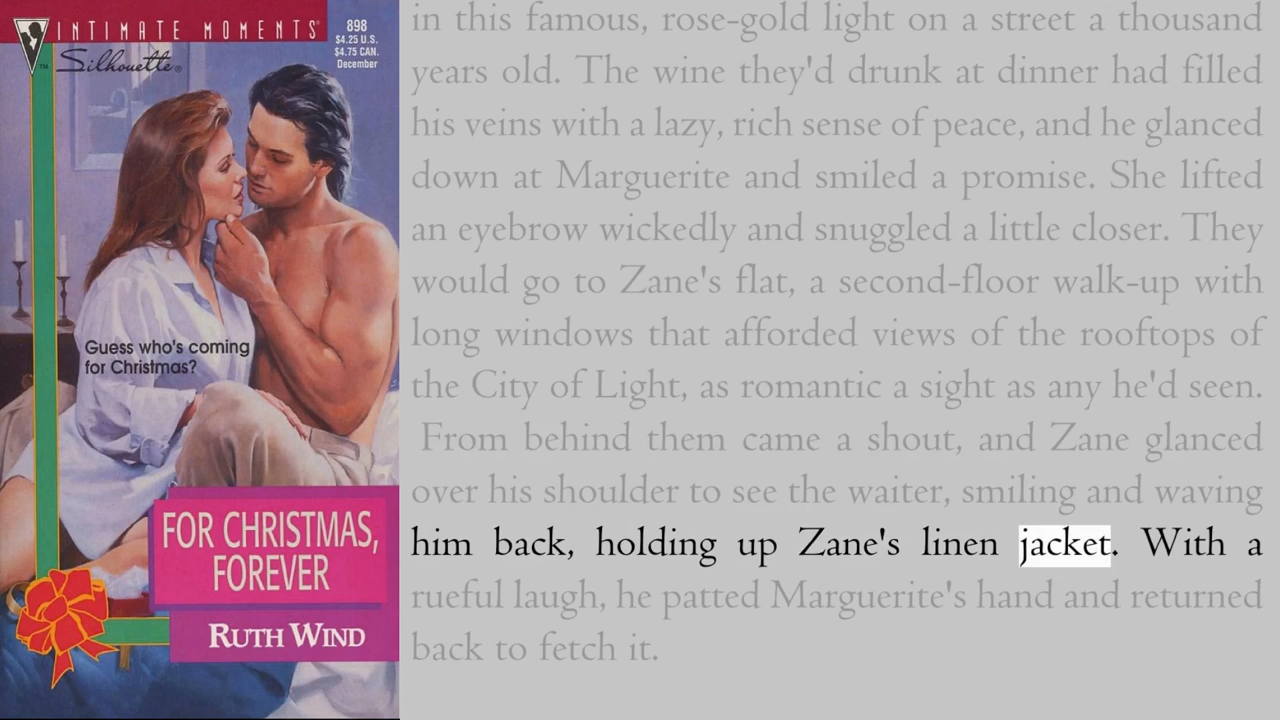 INTIMATE MOMENTS®
™
Silhouette®
898
$4.25 U.S.
$4.75 CAN.
December
Guess who's coming
for Christmas?
FOR CHRISTMAS,
FOREVER
RUTH WIND
in this famous, rose-gold light on a street a thousand
years old. The wine they'd drunk at dinner had filled
his veins with a lazy, rich sense of peace, and he glanced
down at Marguerite and smiled a promise. She lifted
an eyebrow wickedly and snuggled a little closer. They
would go to Zane's flat, a second-floor walk-up with
long windows that afforded views of the rooftops of
the City of Light, as romantic a sight as any he'd seen.
From behind them came a shout, and Zane glanced
over his shoulder to see the waiter, smiling and waving
him back, holding up Zane's linen jacket. With a
rueful laugh, he patted Marguerite's hand and returned
back to fetch it.